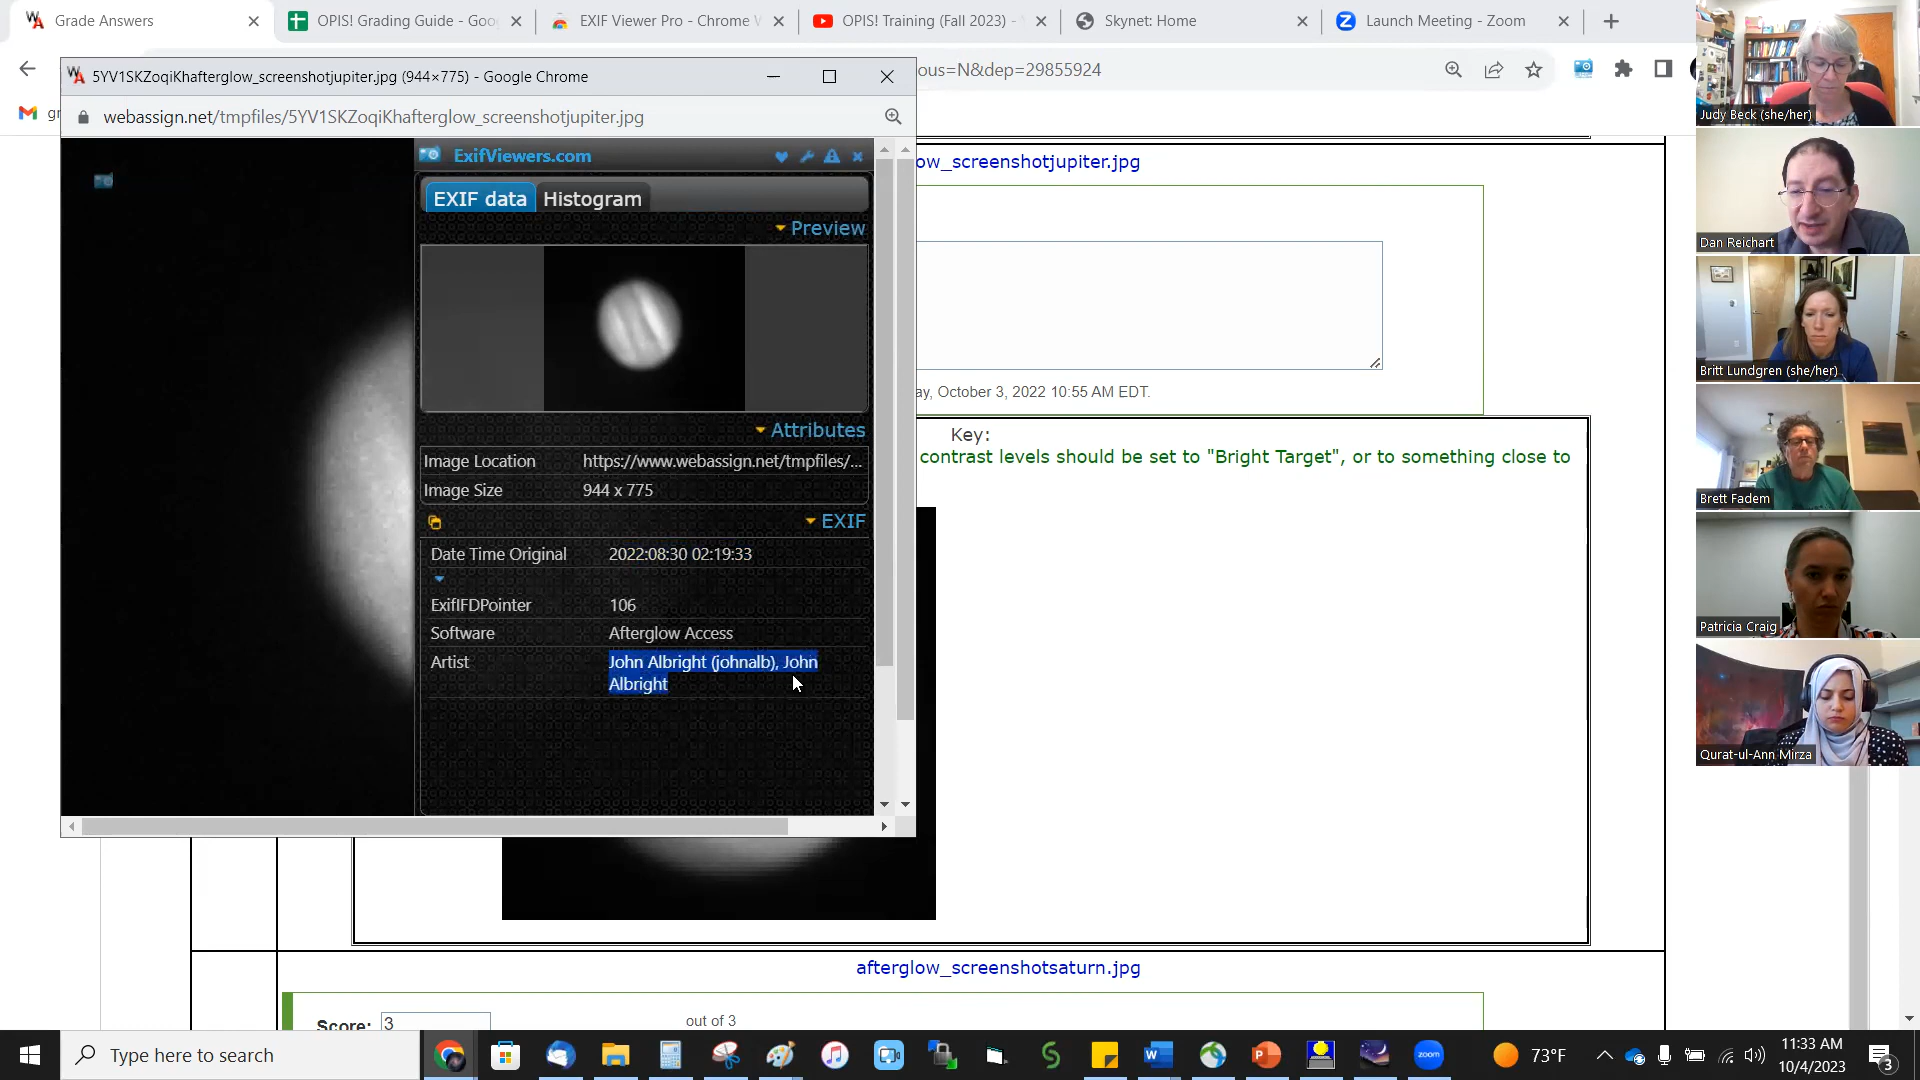 Grade Answers
OPIS! Grading Guide - Goo
EXIF Viewer Pro - Chrome W
OPIS! Training (Fall 2023) -
Skynet: Home
Launch Meeting - Zoom
5YV1SKZoqiKhafterglow_screenshotjupiter.jpg (944×775) - Google Chrome
ous=N&dep=29855924
webassign.net/tmpfiles/5YV1SKZoqiKhafterglow_screenshotjupiter.jpg
ExifViewers.com
EXIF data
Histogram
Preview
Attributes
Image Location https://www.webassign.net/tmpfiles/...
Image Size 944 x 775
EXIF
Date Time Original 2022:08:30 02:19:33
ExifIFDPointer 106
Software Afterglow Access
Artist John Albright (johnalb), John
Albright
ow_screenshotjupiter.jpg
ay, October 3, 2022 10:55 AM EDT.
Key:
contrast levels should be set to "Bright Target", or to something close to
afterglow_screenshotsaturn.jpg
Score: 3 out of 3
Judy Beck (she/her)
Dan Reichart
Britt Lundgren (she/her)
Brett Fadem
Patricia Craig
Qurat-ul-Ann Mirza
Type here to search
zoom
73°F
11:33 AM
10/4/2023
3